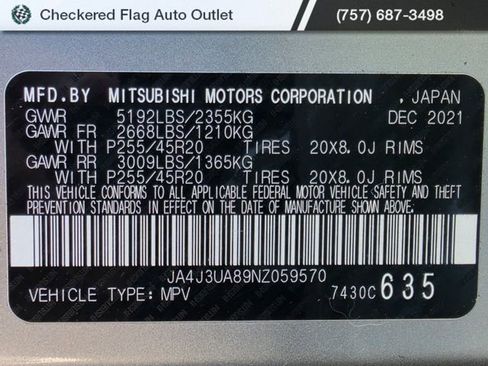 Checkered Flag Auto Outlet (757) 687-3498
MFD.BY MITSUBISHI MOTORS CORPORATION , JAPAN
GVWR 5192LBS/2355KG DEC 2021
GAWR FR 2668LBS/1210KG
WITH P255/45R20 TIRES 20X8.0J RIMS
GAWR RR 3009LBS/1365KG
WITH P255/45R20 TIRES 20X8.0J RIMS
THIS VEHICLE CONFORMS TO ALL APPLICABLE FEDERAL MOTOR VEHICLE SAFETY AND THEFT
PREVENTION STANDARDS IN EFFECT ON THE DATE OF MANUFACTURE SHOWN ABOVE.
JA4J3UA89NZ059570
VEHICLE TYPE: MPV 7430C 635